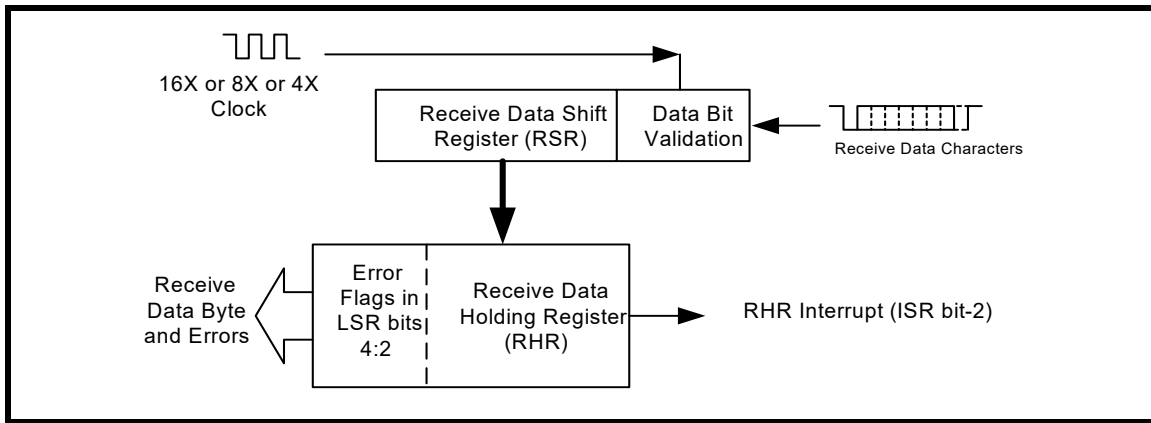 16X or 8X or 4X
Clock
Receive Data Shift
Register (RSR)
Data Bit
Validation
Receive Data Characters
Receive
Data Byte
and Errors
Error
Flags in
LSR bits
4:2
Receive Data
Holding Register
(RHR)
RHR Interrupt (ISR bit-2)